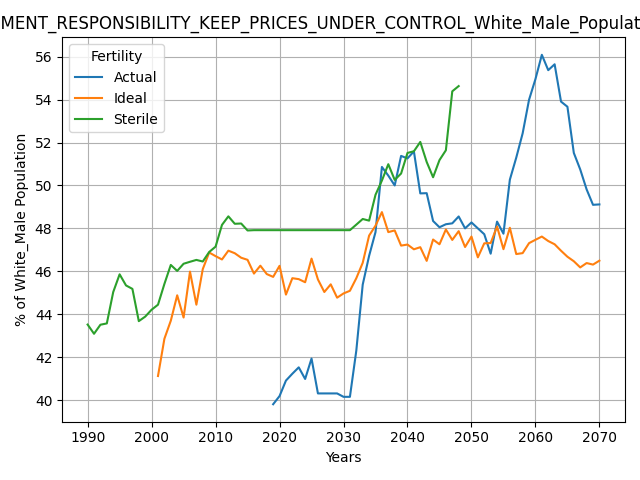 MENT_RESPONSIBILITY_KEEP_PRICES_UNDER_CONTROL_White_Male_Populat
Fertility
Actual
Ideal
Sterile
% of White_Male Population
56
54
52
50
48
46
44
42
40
1990 2000 2010 2020 2030 2040 2050 2060 2070
Years